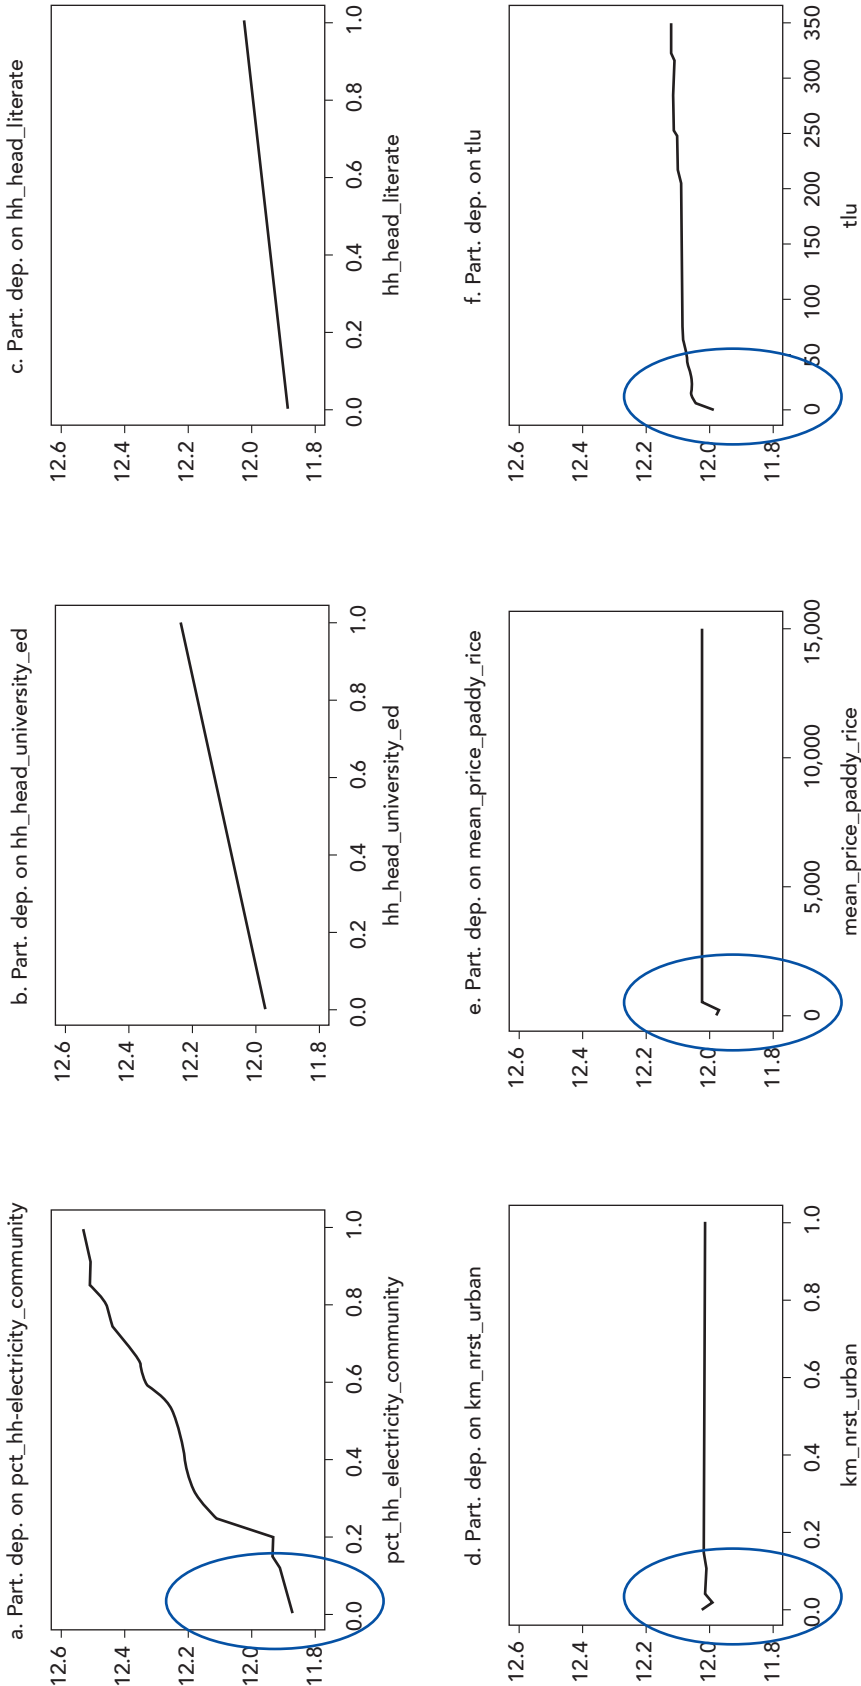 a. Part. dep. on pct_hh-electricity_community
12.6
12.4
12.2
12.0
11.8
0.0 0.2 0.4 0.6 0.8 1.0
pct_hh_electricity_community
b. Part. dep. on hh_head_university_ed
12.6
12.4
12.2
12.0
11.8
0.0 0.2 0.4 0.6 0.8 1.0
hh_head_university_ed
c. Part. dep. on hh_head_literate
12.6
12.4
12.2
12.0
11.8
0.0 0.2 0.4 0.6 0.8 1.0
hh_head_literate
d. Part. dep. on km_nrst_urban
12.6
12.4
12.2
12.0
11.8
0.0 0.2 0.4 0.6 0.8 1.0
km_nrst_urban
e. Part. dep. on mean_price_paddy_rice
12.6
12.4
12.2
12.0
11.8
0 5,000 10,000 15,000
mean_price_paddy_rice
f. Part. dep. on tlu
12.6
12.4
12.2
12.0
11.8
0 50 100 150 200 250 300 350
tlu